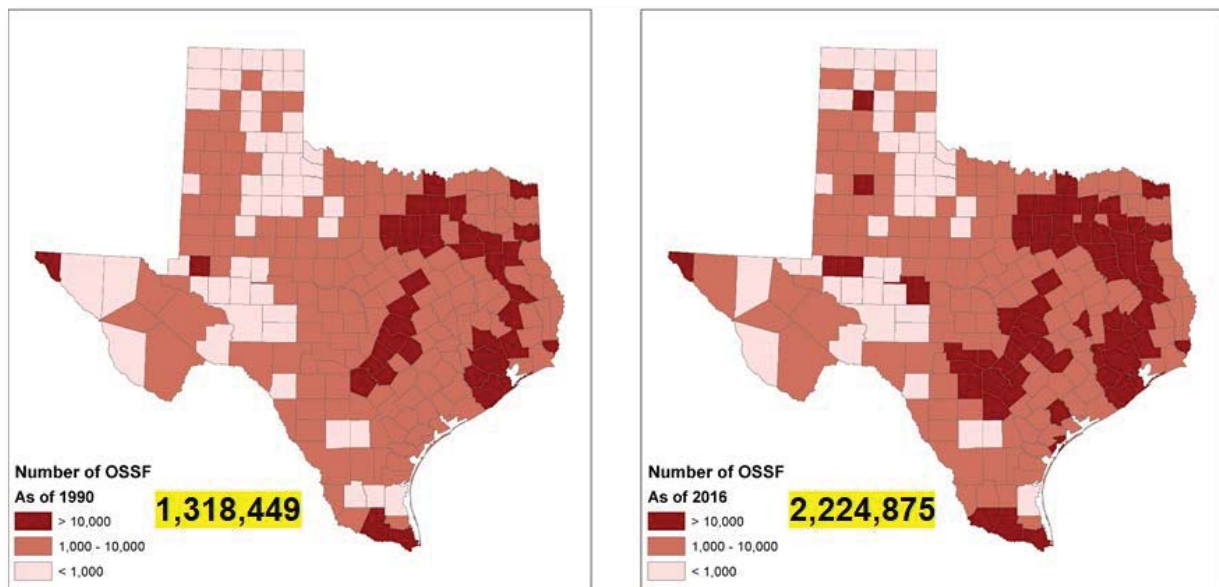 Number of OSSF
As of 1990
1,318,449
> 10,000
1,000 - 10,000
< 1,000
Number of OSSF
As of 2016
2,224,875
> 10,000
1,000 - 10,000
< 1,000